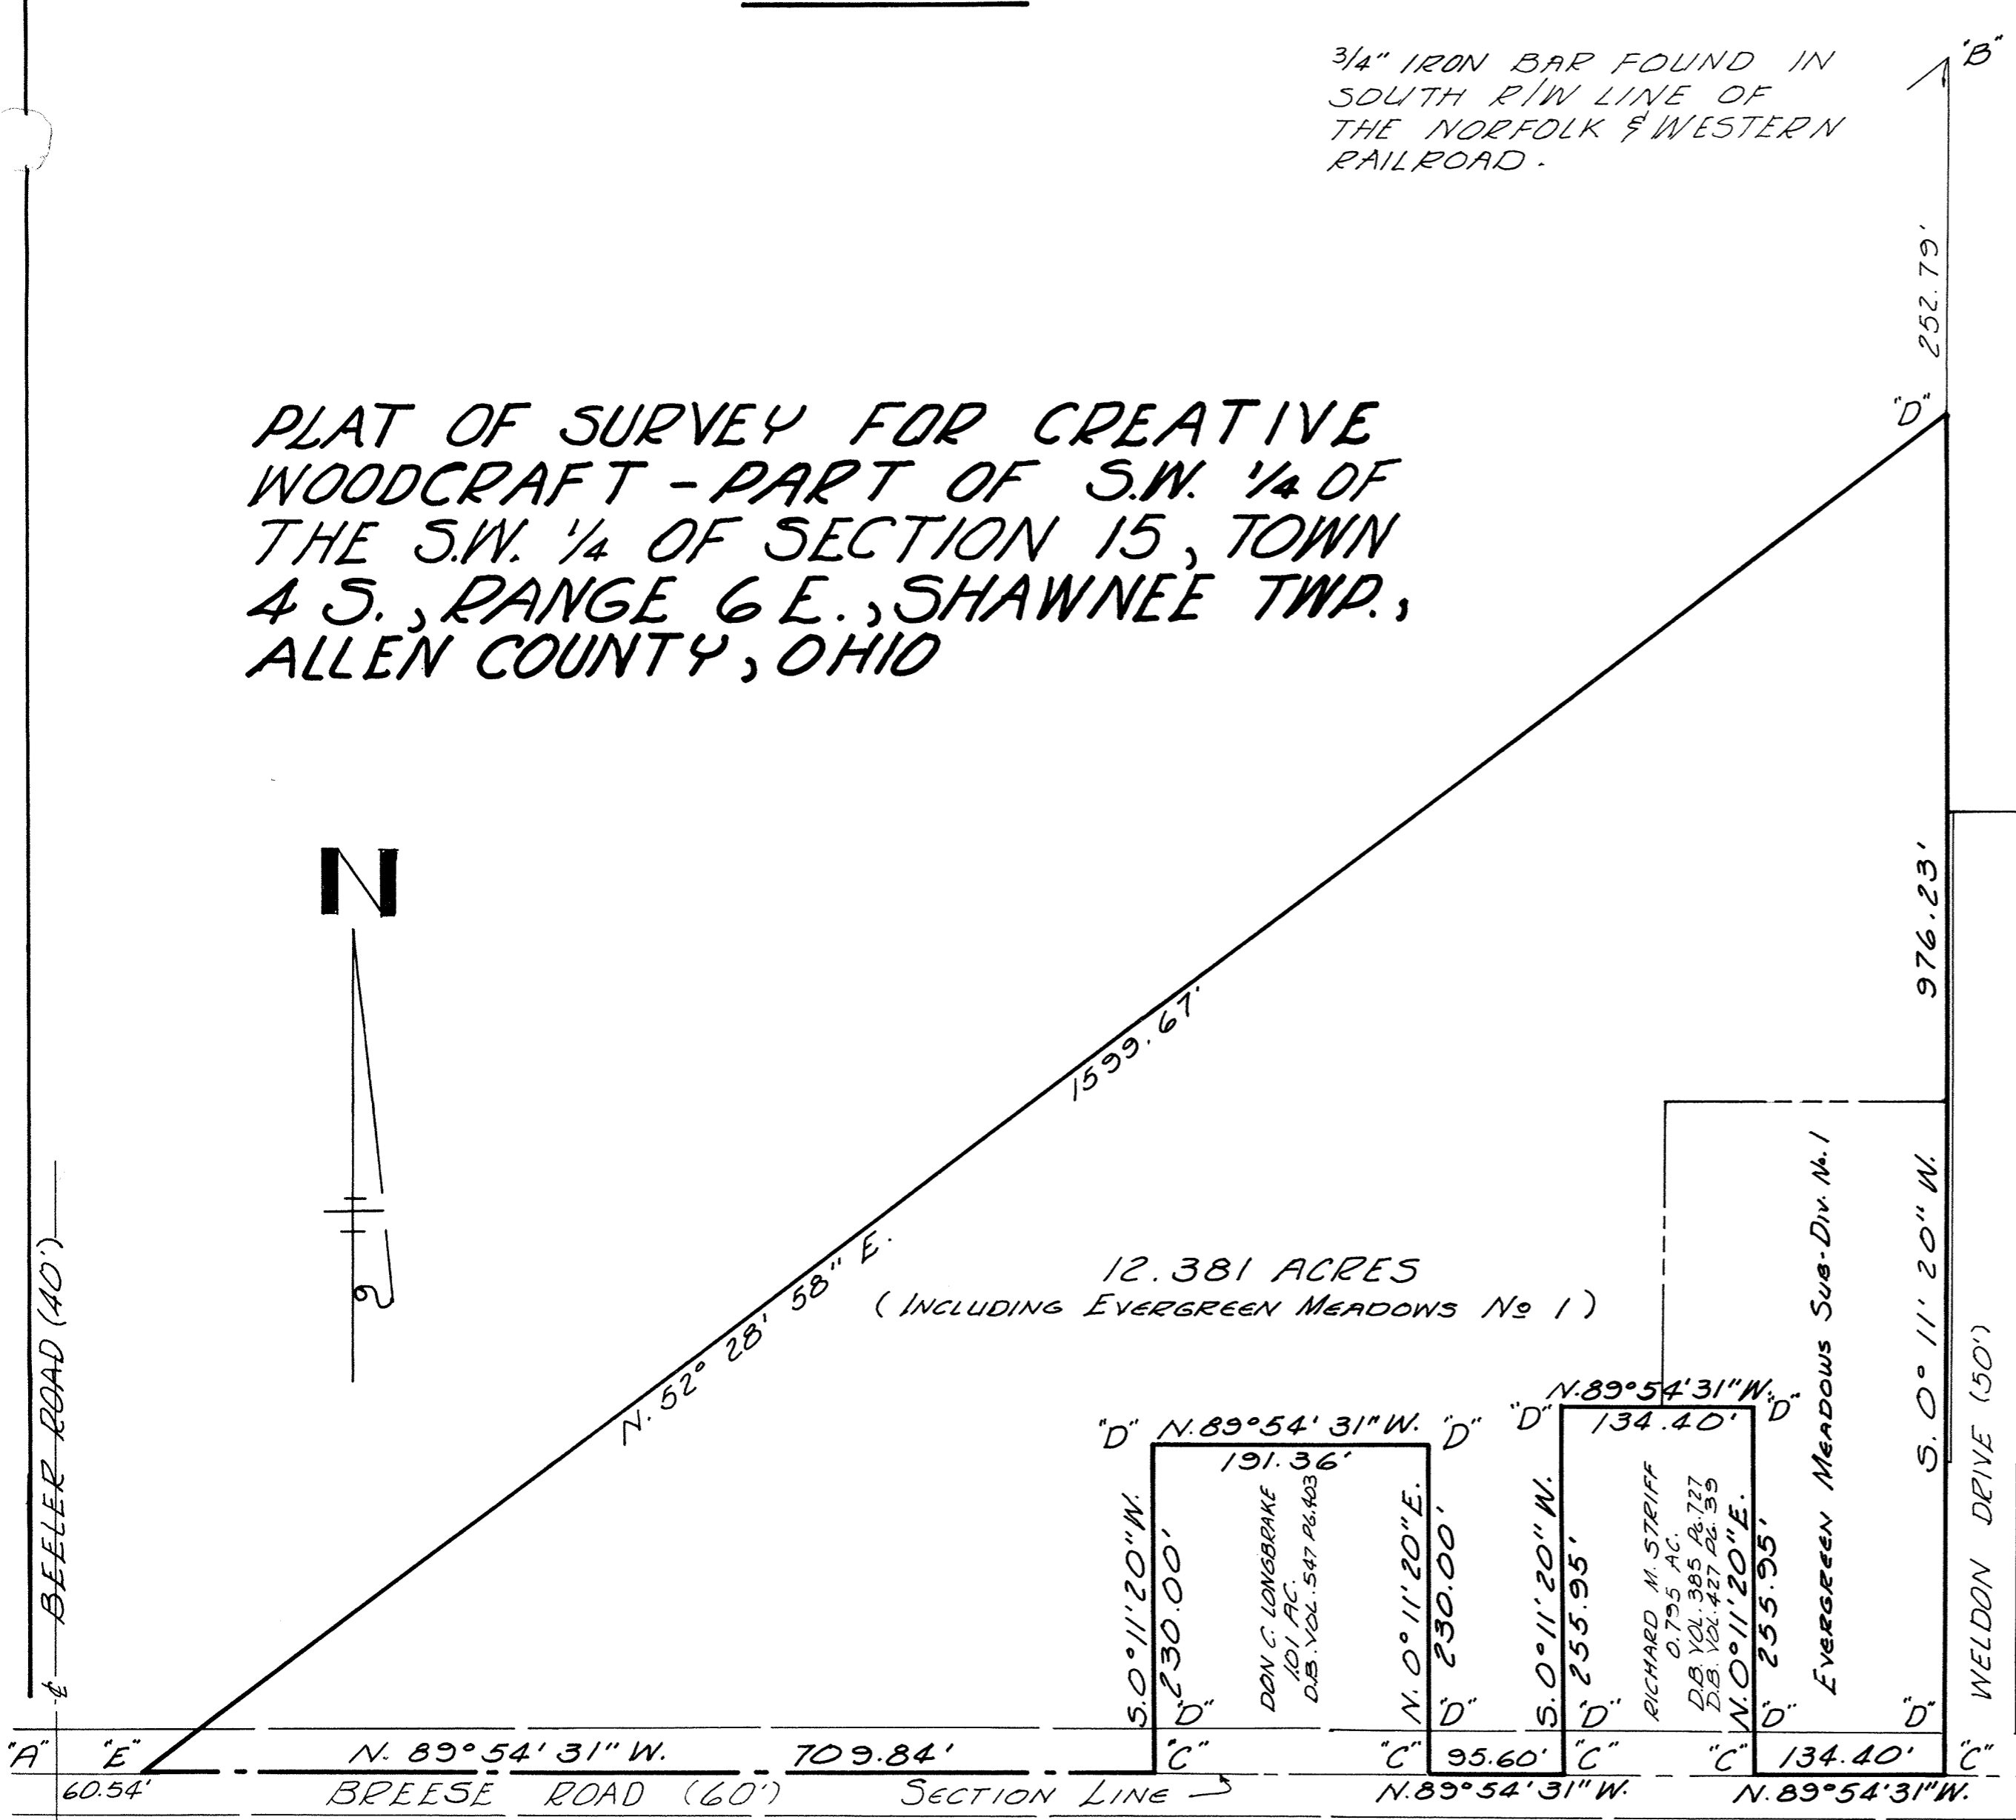 3/4" IRON BAR FOUND IN
SOUTH R/W LINE OF
THE NORFOLK & WESTERN
RAILROAD.
"B"
252.79'
"D"
PLAT OF SURVEY FOR CREATIVE
WOODCRAFT - PART OF S.W. 1/4 OF
THE S.W. 1/4 OF SECTION 15, TOWN
4 S., RANGE 6 E., SHAWNEE TWP.,
ALLEN COUNTY, OHIO
N
976.23'
S. 0° 11' 20" W.
1599.67'
N. 52° 28' 58" E.
12.381 ACRES
(INCLUDING EVERGREEN MEADOWS No 1)
EVERGREEN MEADOWS SUB-DIV. No. 1
WELDON DRIVE (50')
BEELER ROAD (40')
"D" N.89°54'31"W. "D"
191.36'
S.0°11'20"W.
230.00'
DON C. LONGBRAKE
1.01 AC.
D.B. VOL. 547 PG.403
N. 0°11'20"E.
230.00'
"D" N.89°54'31"W. "D"
134.40'
S.0°11'20"W.
255.95'
RICHARD M. STRIFF
0.795 AC.
D.B. VOL. 385 PG.727
D.B. VOL. 427 PG. 39
N.0°11'20"E.
255.95'
"D" "D" "D" "D" "D"
"A" "E" N. 89°54'31" W. 709.84' "C" "C" 95.60' "C" "C" 134.40' "C"
60.54' BREESE ROAD (60') SECTION LINE N.89°54'31"W. N.89°54'31"W.